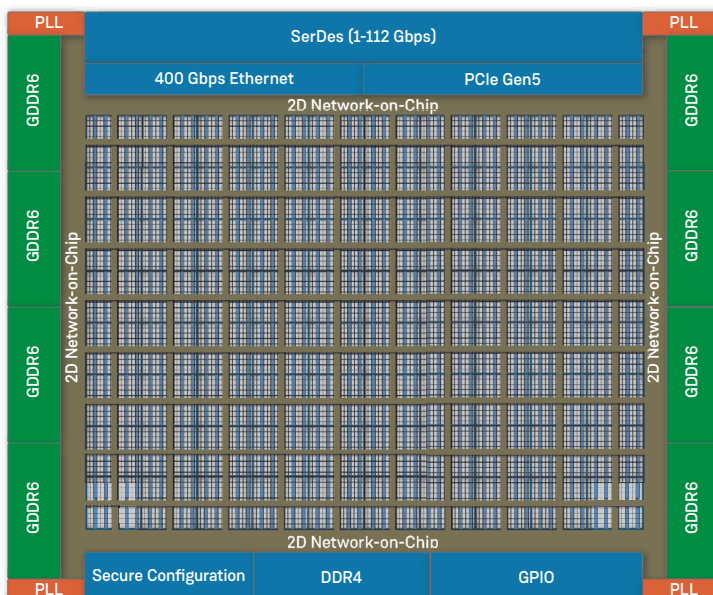 PLL
SerDes (1-112 Gbps)
PLL
400 Gbps Ethernet
PCIe Gen5
2D Network-on-Chip
GDDR6
GDDR6
GDDR6
GDDR6
2D Network-on-Chip
2D Network-on-Chip
GDDR6
GDDR6
GDDR6
GDDR6
2D Network-on-Chip
Secure Configuration
DDR4
GPIO
PLL
PLL